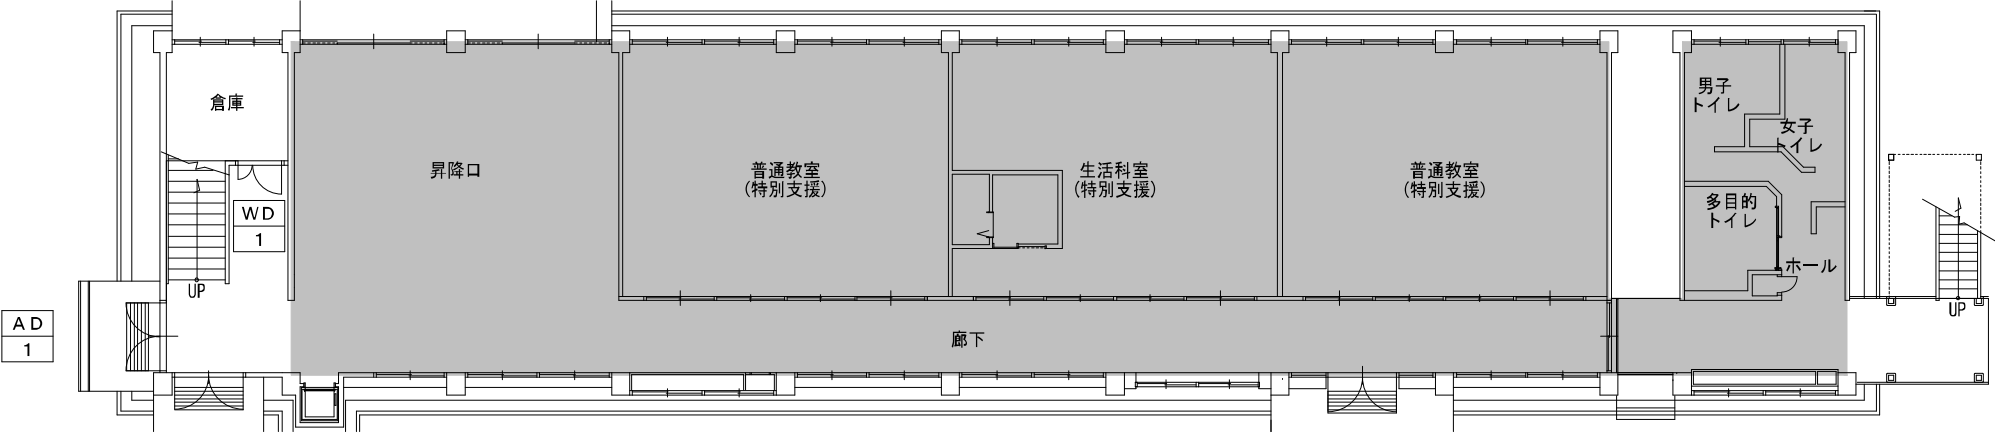 倉庫
昇降口
普通教室
(特別支援)
生活科室
(特別支援)
普通教室
(特別支援)
男子
トイレ
女子
トイレ
多目的
トイレ
ホール
WD
1
UP
AD
1
廊下
UP